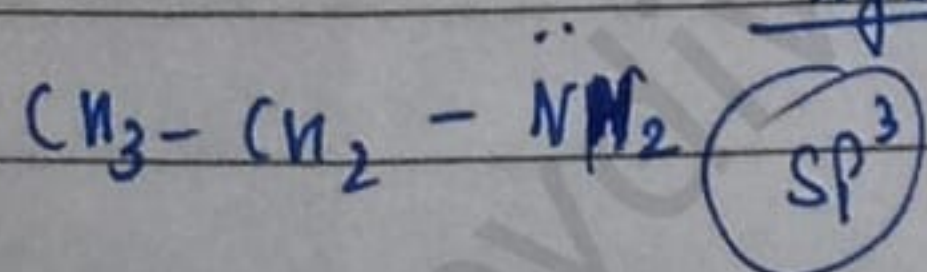 CH₃ - CH₂ - N̈H₂ sp³